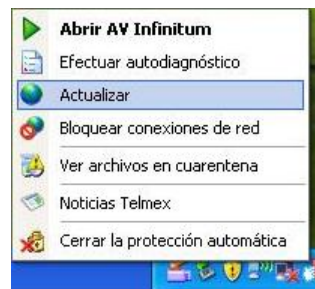 Abrir AV Infinitum
Efectuar autodiagnóstico
Actualizar
Bloquear conexiones de red
Ver archivos en cuarentena
Noticias Telmex
Cerrar la protección automática